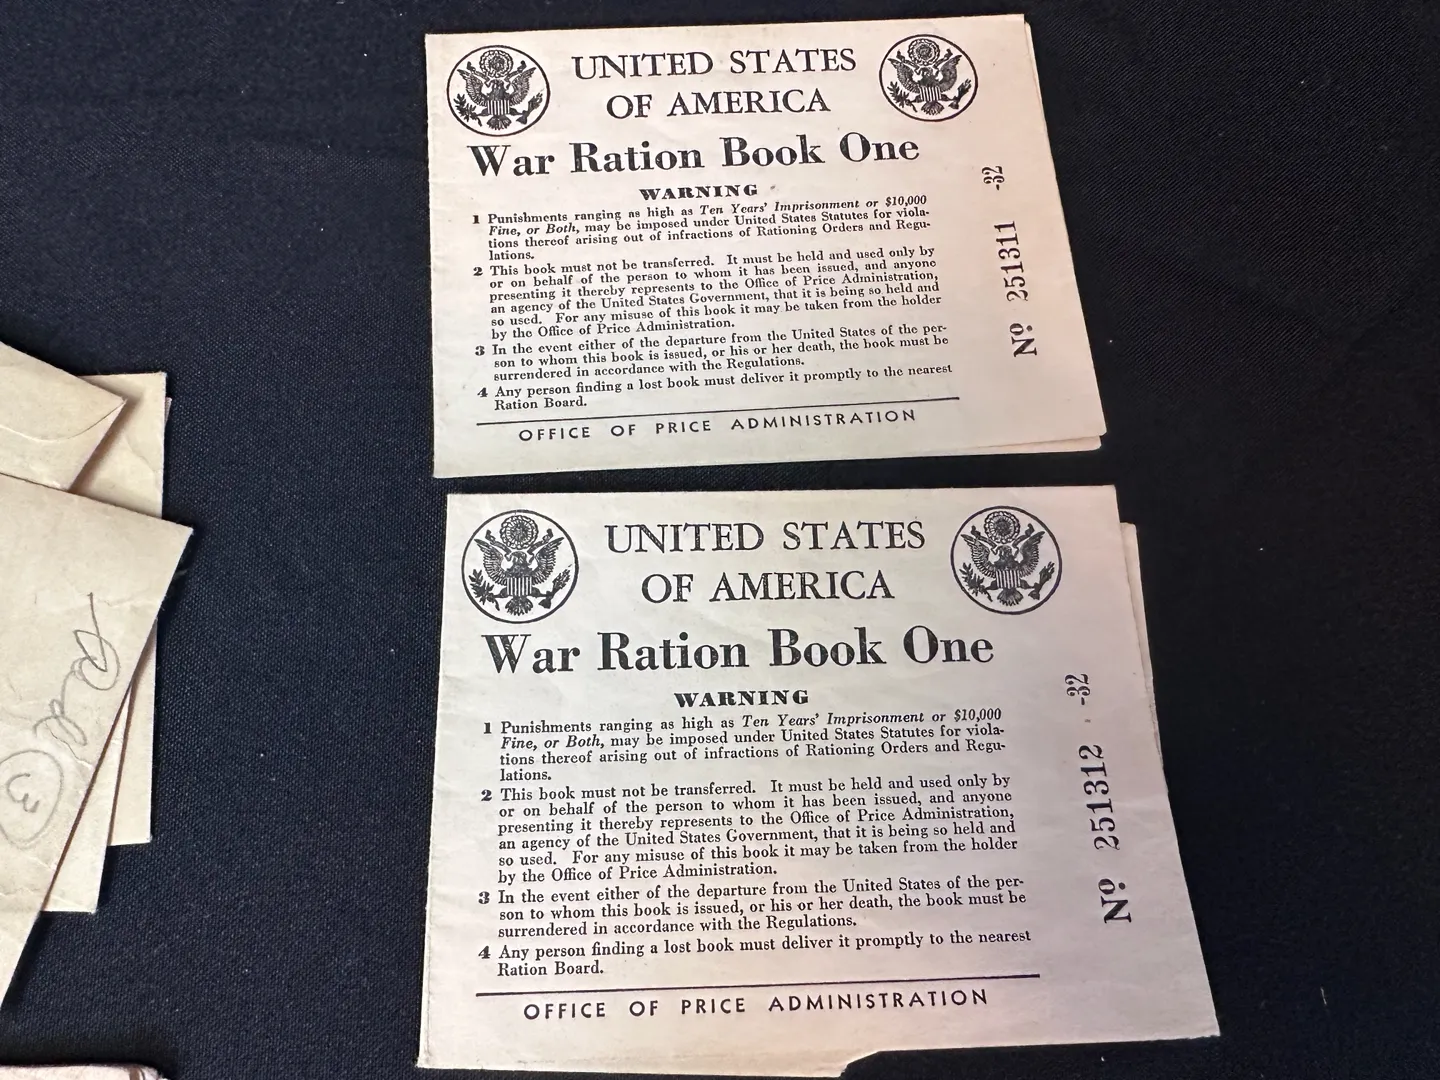 UNITED STATES
OF AMERICA
War Ration Book One
WARNING
1 Punishments ranging as high as Ten Years' Imprisonment or $10,000
Fine, or Both, may be imposed under United States Statutes for viola-
tions thereof arising out of infractions of Rationing Orders and Regu-
lations.
2 This book must not be transferred. It must be held and used only by
or on behalf of the person to whom it has been issued, and anyone
presenting it thereby represents to the Office of Price Administration,
an agency of the United States Government, that it is being so held and
so used. For any misuse of this book it may be taken from the holder
by the Office of Price Administration.
3 In the event either of the departure from the United States of the per-
son to whom this book is issued, or his or her death, the book must be
surrendered in accordance with the Regulations.
4 Any person finding a lost book must deliver it promptly to the nearest
Ration Board.
OFFICE OF PRICE ADMINISTRATION
Nº 251311 -32
UNITED STATES
OF AMERICA
War Ration Book One
WARNING
1 Punishments ranging as high as Ten Years' Imprisonment or $10,000
Fine, or Both, may be imposed under United States Statutes for viola-
tions thereof arising out of infractions of Rationing Orders and Regu-
lations.
2 This book must not be transferred. It must be held and used only by
or on behalf of the person to whom it has been issued, and anyone
presenting it thereby represents to the Office of Price Administration,
an agency of the United States Government, that it is being so held and
so used. For any misuse of this book it may be taken from the holder
by the Office of Price Administration.
3 In the event either of the departure from the United States of the per-
son to whom this book is issued, or his or her death, the book must be
surrendered in accordance with the Regulations.
4 Any person finding a lost book must deliver it promptly to the nearest
Ration Board.
OFFICE OF PRICE ADMINISTRATION
Nº 251312 -32
3